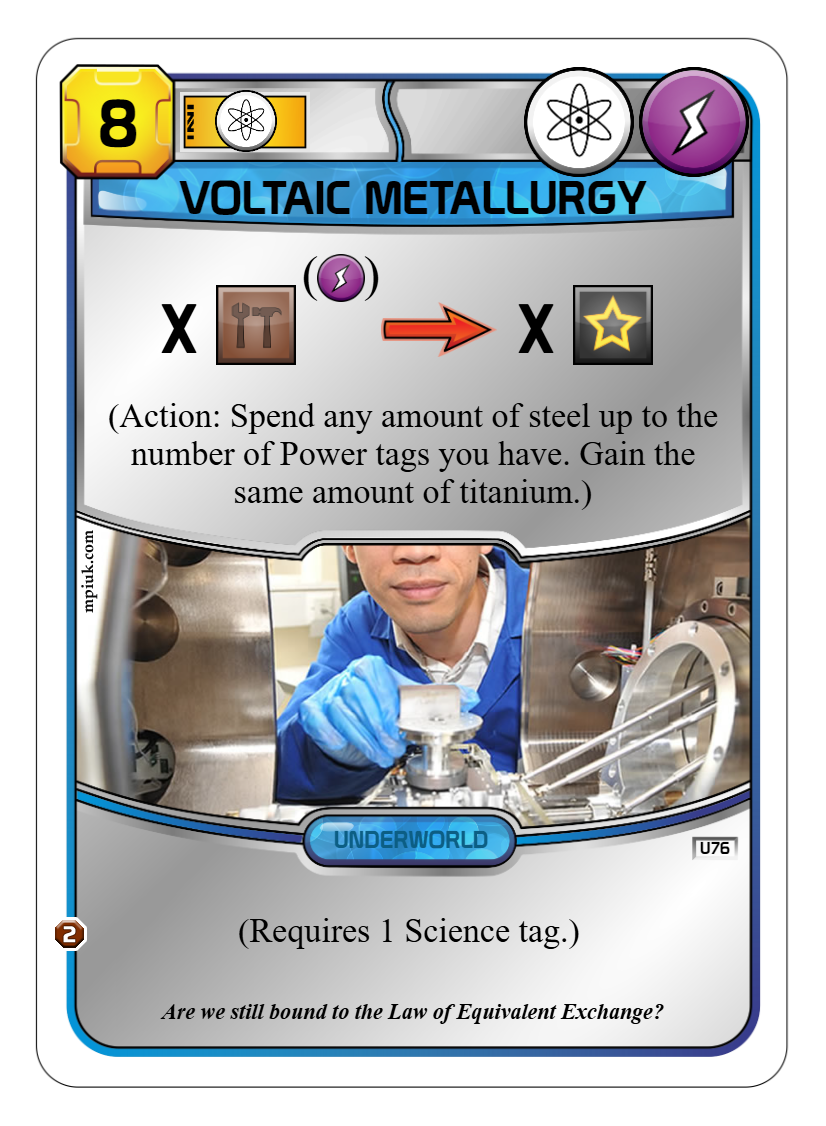 8
VOLTAIC METALLURGY
X ( ) X
(Action: Spend any amount of steel up to the
number of Power tags you have. Gain the
same amount of titanium.)
mpiuk.com
UNDERWORLD
U76
2
(Requires 1 Science tag.)
Are we still bound to the Law of Equivalent Exchange?